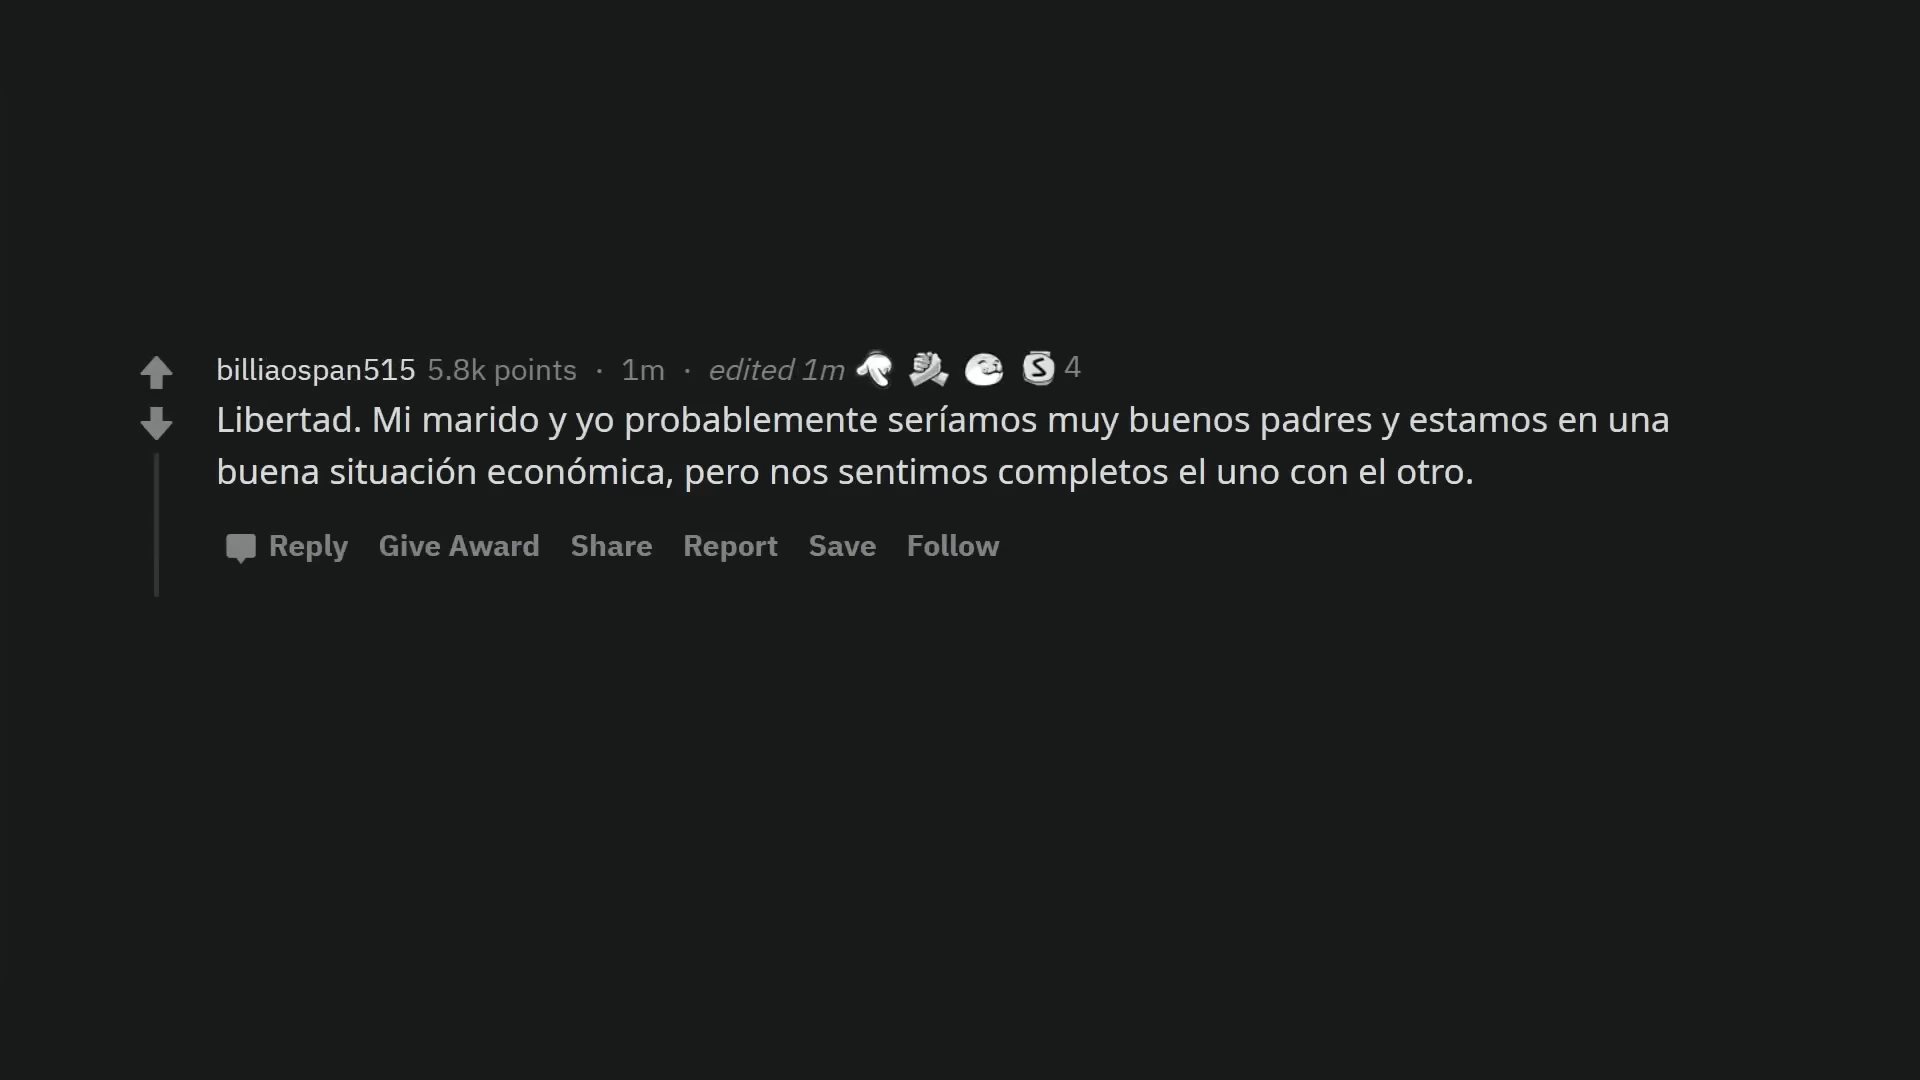 billiaospan515 5.8k points · 1m · edited 1m 4
Libertad. Mi marido y yo probablemente seríamos muy buenos padres y estamos en una
buena situación económica, pero nos sentimos completos el uno con el otro.
Reply Give Award Share Report Save Follow